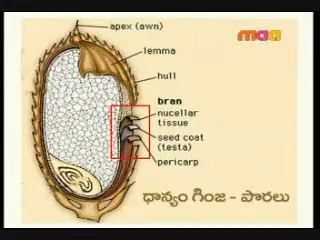 maa
apex (awn)
lemma
hull
bran
nucellar
tissue
seed coat
(testa)
pericarp
ధాన్యం గింజ - పొరలు